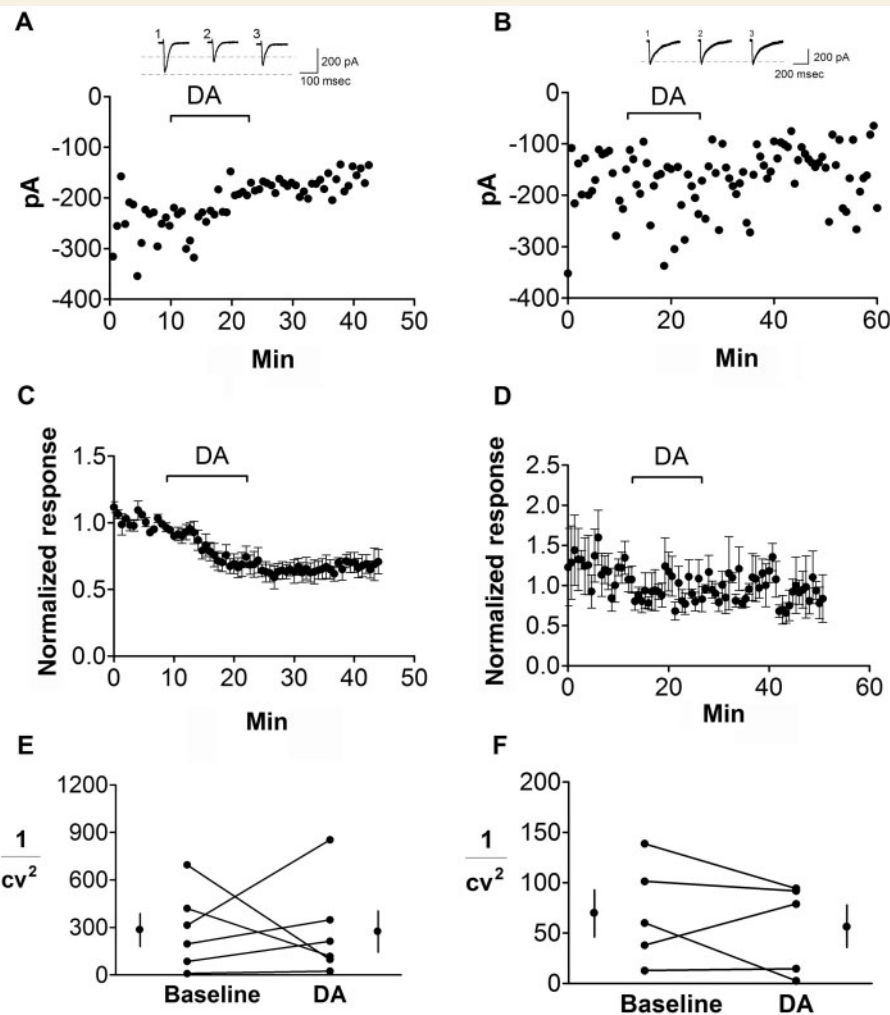 A
1 2 3
200 pA
100 msec
DA
0
-100
-200
-300
-400
pA
0 10 20 30 40 50
Min
B
1 2 3
200 pA
200 msec
DA
0
-100
-200
-300
-400
0 20 40 60
Min
C
DA
1.5
1.0
0.5
0.0
Normalized response
0 10 20 30 40 50
Min
D
DA
2.5
2.0
1.5
1.0
0.5
0.0
Normalized response
0 20 40 60
Min
E
1200
900
600
300
0
1
cv²
Baseline DA
F
200
150
100
50
0
1
cv²
Baseline DA